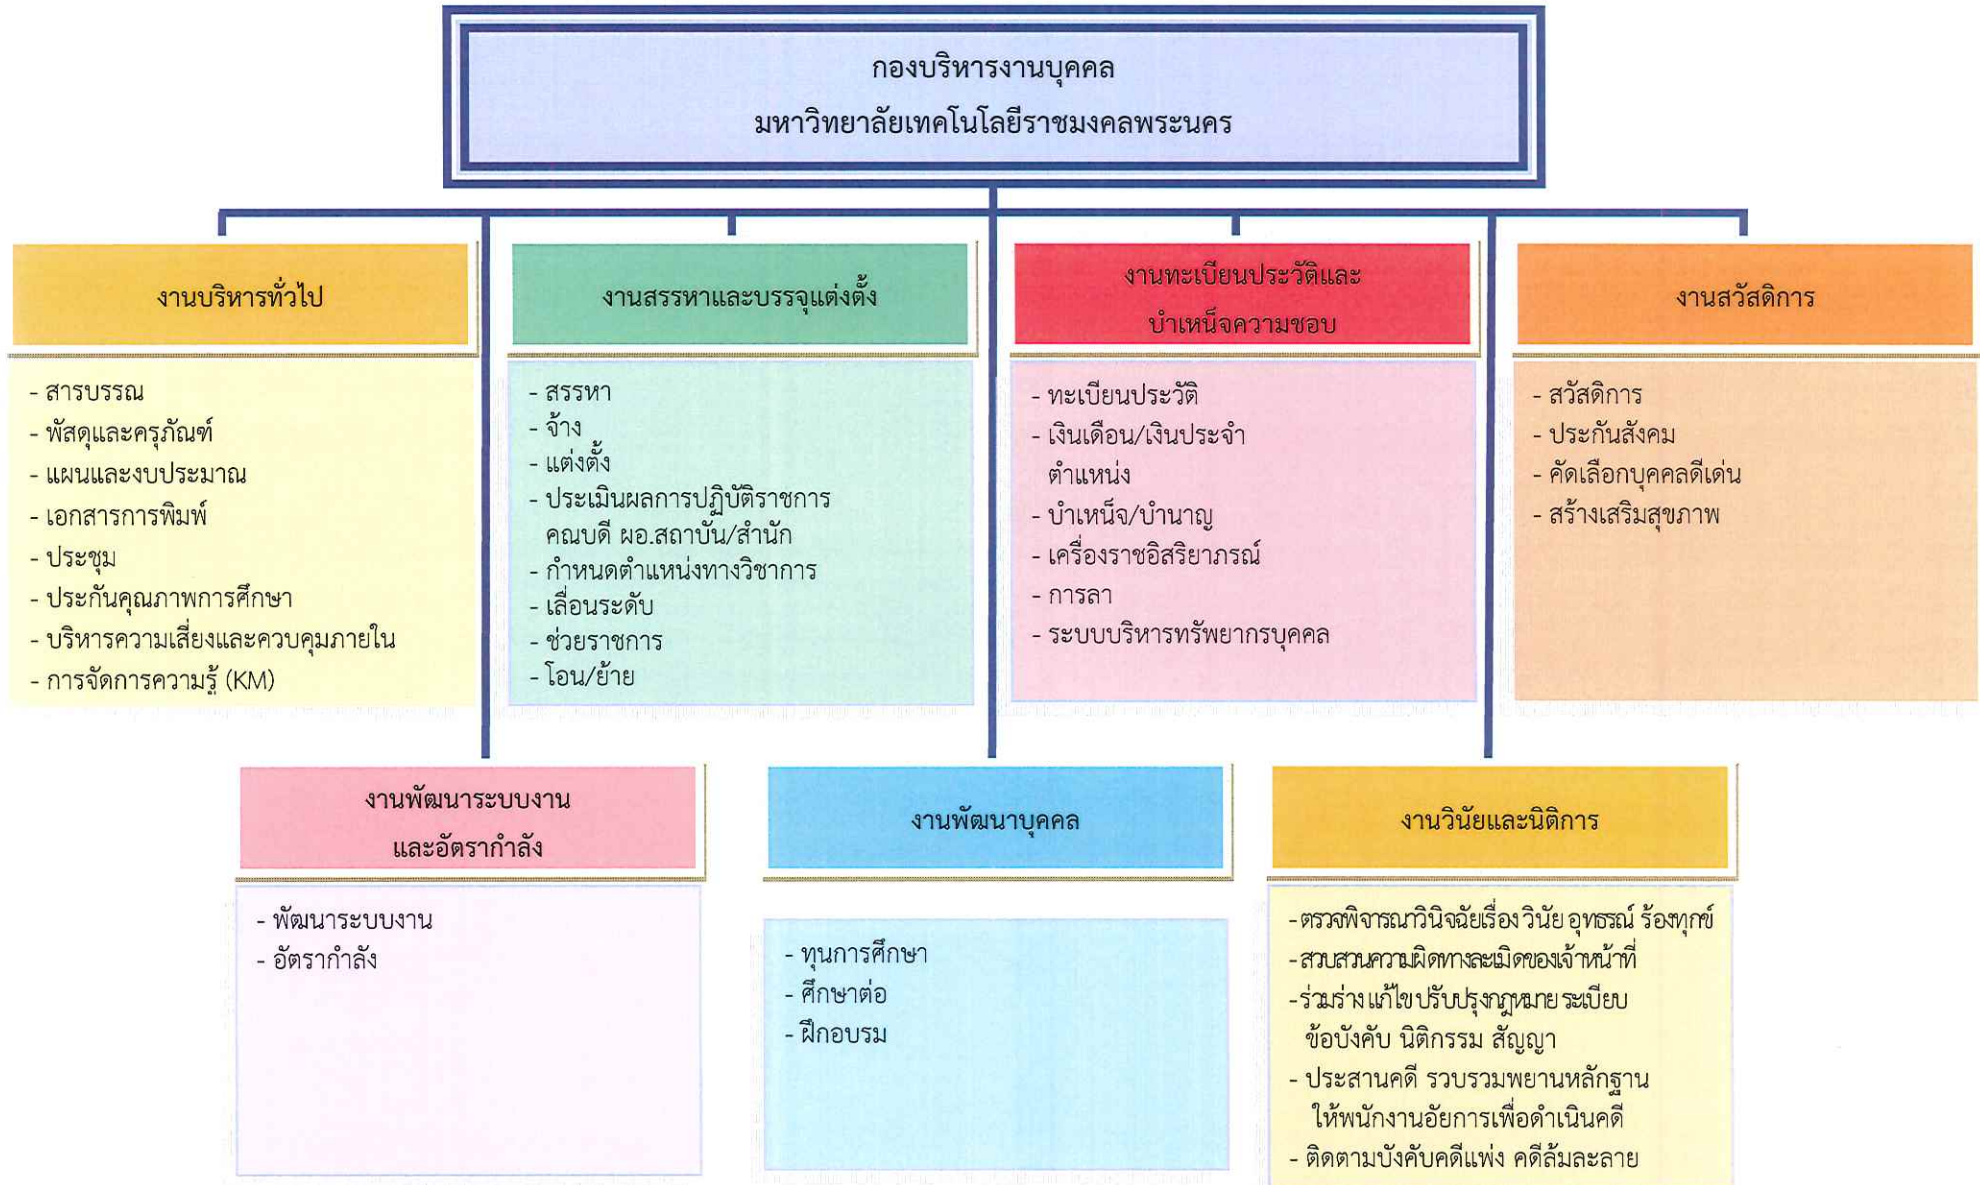 กองบริหารงานบุคคล
มหาวิทยาลัยเทคโนโลยีราชมงคลพระนคร
งานบริหารทั่วไป
- สารบรรณ
- พัสดุและครุภัณฑ์
- แผนและงบประมาณ
- เอกสารการพิมพ์
- ประชุม
- ประกันคุณภาพการศึกษา
- บริหารความเสี่ยงและควบคุมภายใน
- การจัดการความรู้ (KM)
งานสรรหาและบรรจุแต่งตั้ง
- สรรหา
- จ้าง
- แต่งตั้ง
- ประเมินผลการปฏิบัติราชการ
คณบดี ผอ.สถาบัน/สำนัก
- กำหนดตำแหน่งทางวิชาการ
- เลื่อนระดับ
- ช่วยราชการ
- โอน/ย้าย
งานทะเบียนประวัติและ
บำเหน็จความชอบ
- ทะเบียนประวัติ
- เงินเดือน/เงินประจำ
ตำแหน่ง
- บำเหน็จ/บำนาญ
- เครื่องราชอิสริยาภรณ์
- การลา
- ระบบบริหารทรัพยากรบุคคล
งานสวัสดิการ
- สวัสดิการ
- ประกันสังคม
- คัดเลือกบุคคลดีเด่น
- สร้างเสริมสุขภาพ
งานพัฒนาระบบงาน
และอัตรากำลัง
- พัฒนาระบบงาน
- อัตรากำลัง
งานพัฒนาบุคคล
- ทุนการศึกษา
- ศึกษาต่อ
- ฝึกอบรม
งานวินัยและนิติการ
-ตรวจพิจารณาวินิจฉัยเรื่อง วินัย อุทธรณ์ ร้องทุกข์
-สวบสวนความผิดทางละเมิดของเจ้าหน้าที่
-ร่วมร่าง แก้ไข ปรับปรุงกฎหมาย ระเบียบ
ข้อบังคับ นิติกรรม สัญญา
- ประสานคดี รวบรวมพยานหลักฐาน
ให้พนักงานอัยการเพื่อดำเนินคดี
- ติดตามบังคับคดีแพ่ง คดีล้มละลาย